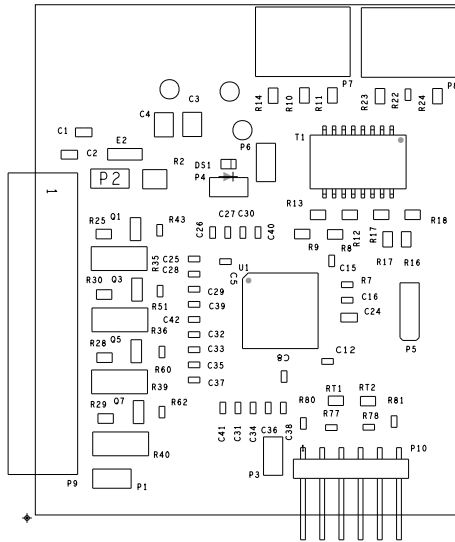 P7
P8
R14
R10
R11
R23
R22
R24
C4
C3
C1
E2
P6
T1
C2
R2
DS1
P4
P2
1
R13
R18
R25
Q1
R43
C26
C27
C30
C40
R9
R8
R12
R17
R17
R16
R35
C25
C28
C5
U1
C15
R30
Q3
R51
C29
C39
R7
C16
C24
R36
C42
C32
P5
R28
Q5
R60
C33
C35
C8
C12
R39
C37
RT1
RT2
R29
Q7
R62
R80
R77
R78
R81
C41
C31
C34
C36
C38
R40
P3
P10
1
P9
P1